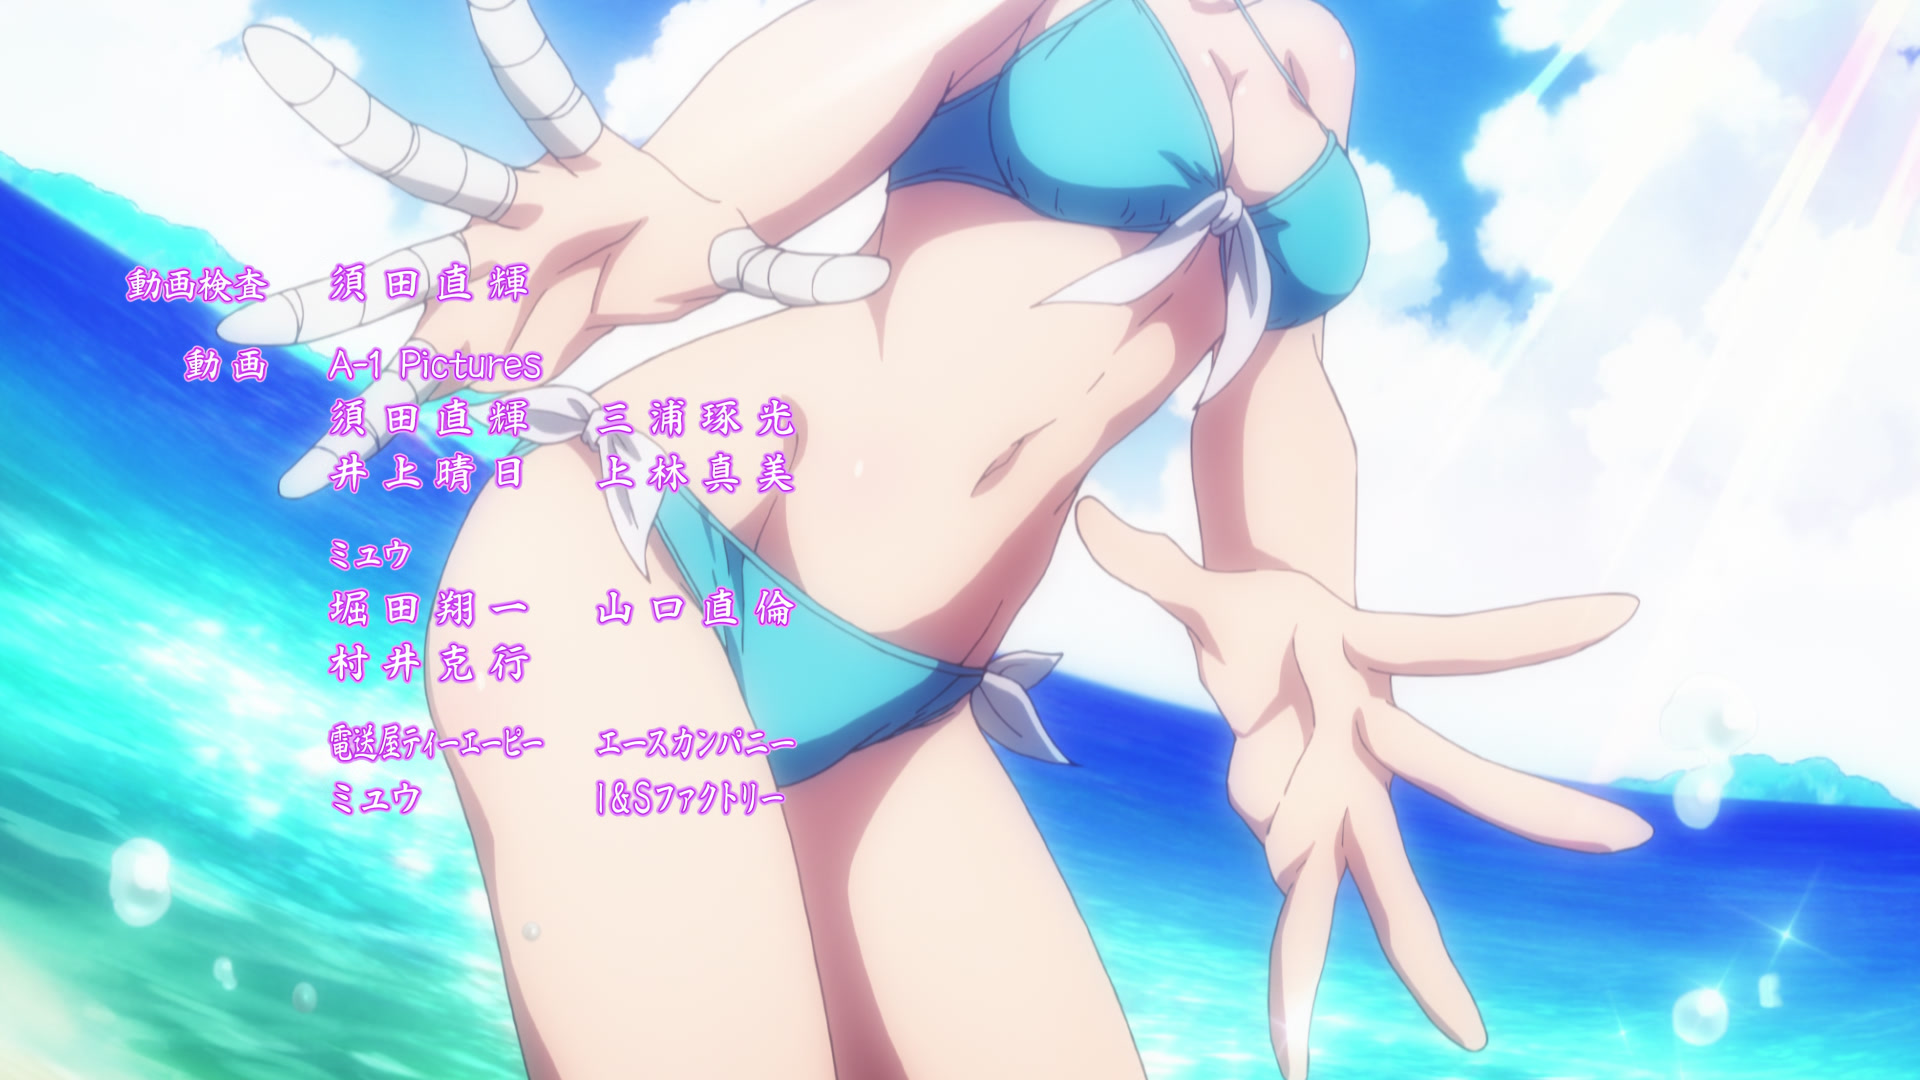 動画検査 須田直輝
動画 A-1 Pictures
須田直輝 三浦琢光
井上晴日 上林真美
ミュウ
堀田翔一 山口直倫
村井克行
電送屋ティーエーピー エースカンパニー
ミュウ I&Sファクトリー